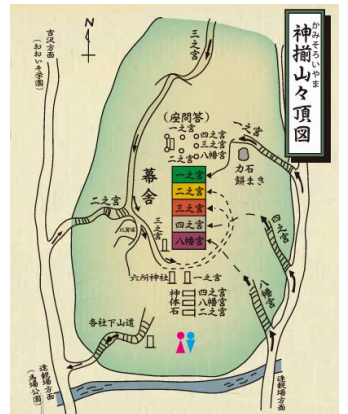 かみそろいやま
神揃山々頂図
吉沢方面
(おおいそ学園)
N
三之宮
(座問答)
一之宮
四之宮
三之宮
二之宮
八幡宮
一之宮
力石
餅まき
幕舎
一之宮
二之宮
三之宮
四之宮
八幡宮
二之宮
三之宮
四之宮
八幡宮
六所神社
一之宮
神体石
四之宮
八幡宮
二之宮
各社下山道
逢親場方面
(馬場公園)
逢親場方面